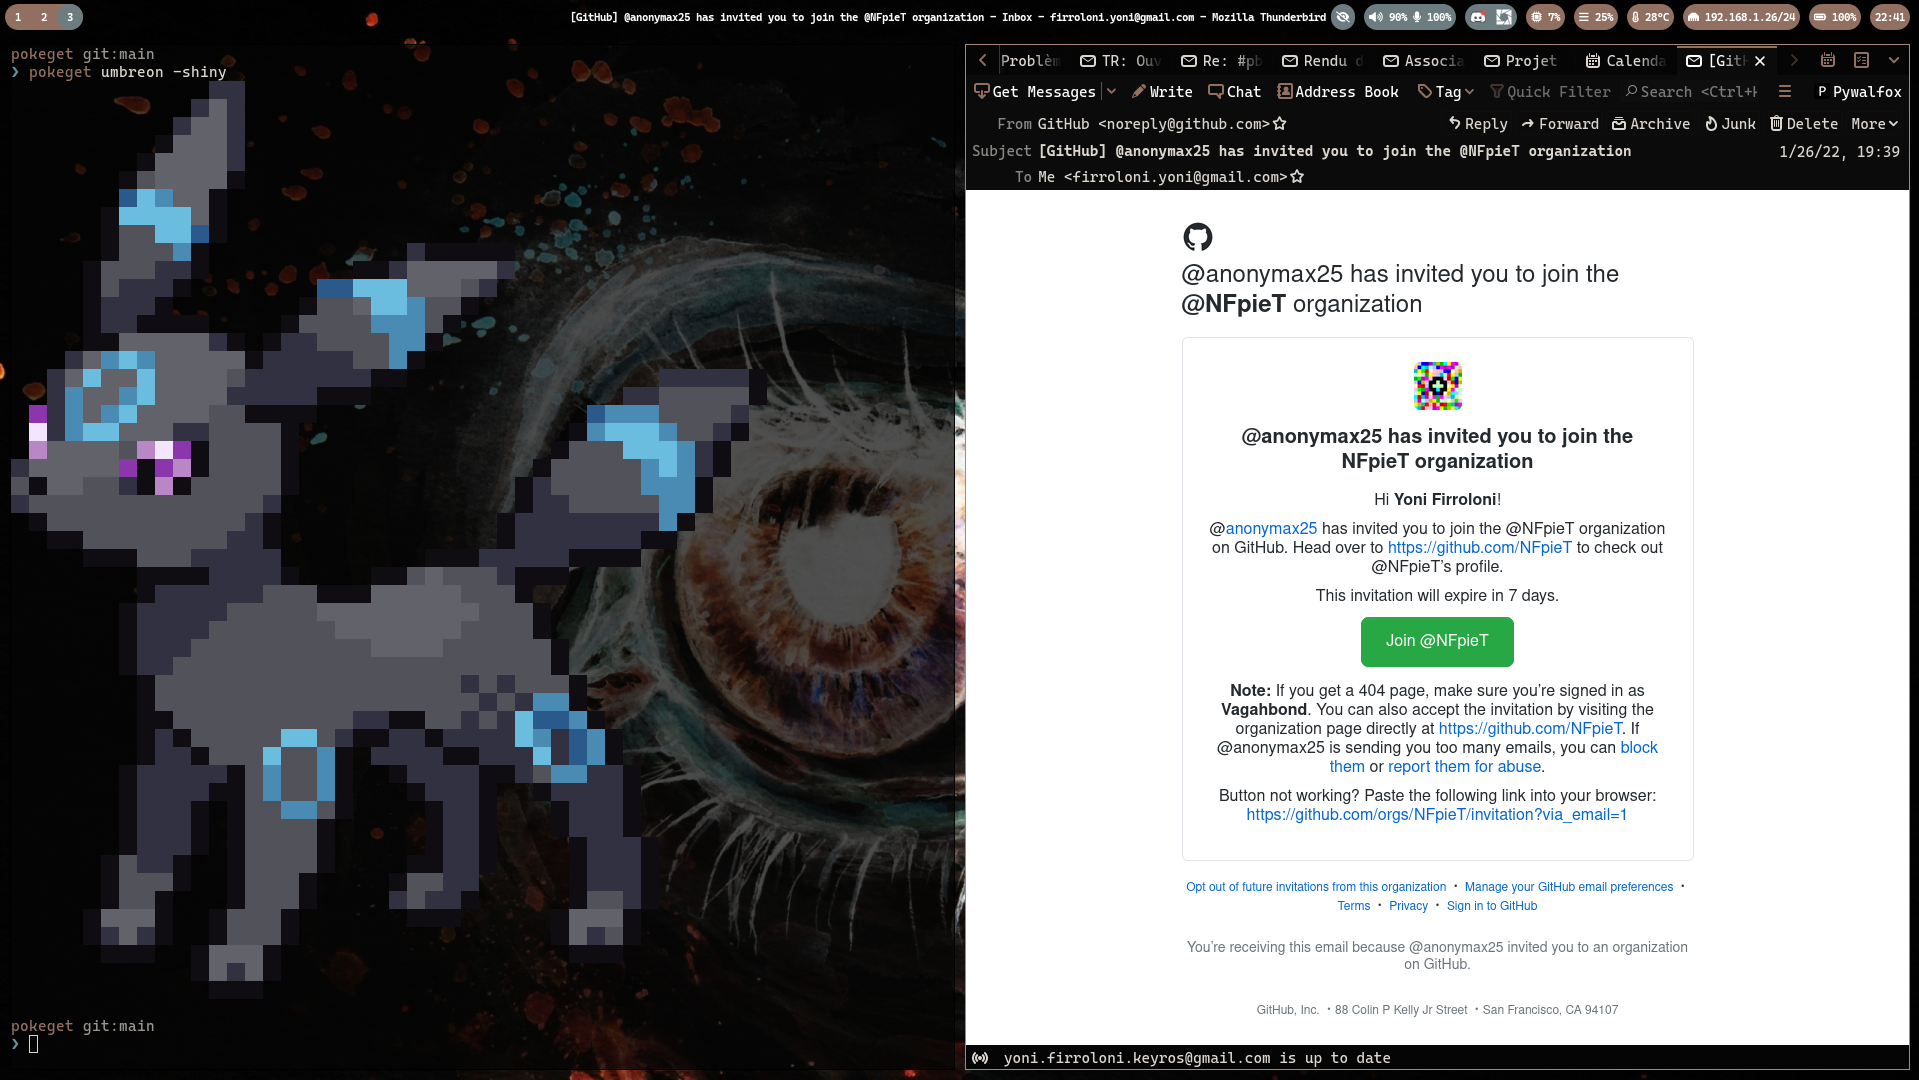 1 2 3
[GitHub] @anonymax25 has invited you to join the @NFpieT organization - Inbox - firroloni.yoni@gmail.com - Mozilla Thunderbird
90% 100% 7% 25% 28°C 192.168.1.26/24 100% 22:41
pokeget git:main
❯ pokeget umbreon -shiny
pokeget git:main
❯
Problèm TR: Ouv Re: #pb Rendu d Associa Projet Calenda [GitH
Get Messages Write Chat Address Book Tag Quick Filter Search <Ctrl+K Pywalfox
From GitHub <noreply@github.com> Reply Forward Archive Junk Delete More
Subject [GitHub] @anonymax25 has invited you to join the @NFpieT organization 1/26/22, 19:39
To Me <firroloni.yoni@gmail.com>
@anonymax25 has invited you to join the
@NFpieT organization
@anonymax25 has invited you to join the
NFpieT organization
Hi Yoni Firroloni!
@anonymax25 has invited you to join the @NFpieT organization
on GitHub. Head over to https://github.com/NFpieT to check out
@NFpieT's profile.
This invitation will expire in 7 days.
Join @NFpieT
Note: If you get a 404 page, make sure you're signed in as
Vagahbond. You can also accept the invitation by visiting the
organization page directly at https://github.com/NFpieT. If
@anonymax25 is sending you too many emails, you can block
them or report them for abuse.
Button not working? Paste the following link into your browser:
https://github.com/orgs/NFpieT/invitation?via_email=1
Opt out of future invitations from this organization · Manage your GitHub email preferences ·
Terms · Privacy · Sign in to GitHub
You're receiving this email because @anonymax25 invited you to an organization
on GitHub.
GitHub, Inc. ・88 Colin P Kelly Jr Street ・San Francisco, CA 94107
yoni.firroloni.keyros@gmail.com is up to date